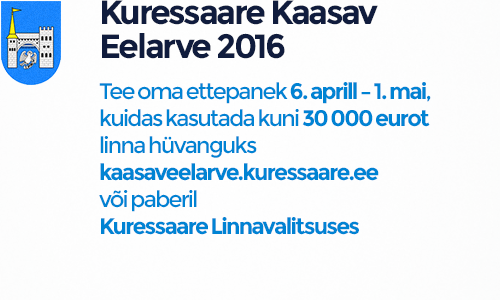 Kuressaare Kaasav
Eelarve 2016
Tee oma ettepanek 6. aprill – 1. mai,
kuidas kasutada kuni 30 000 eurot
linna hüvanguks
kaasaveelarve.kuressaare.ee
või paberil
Kuressaare Linnavalitsuses